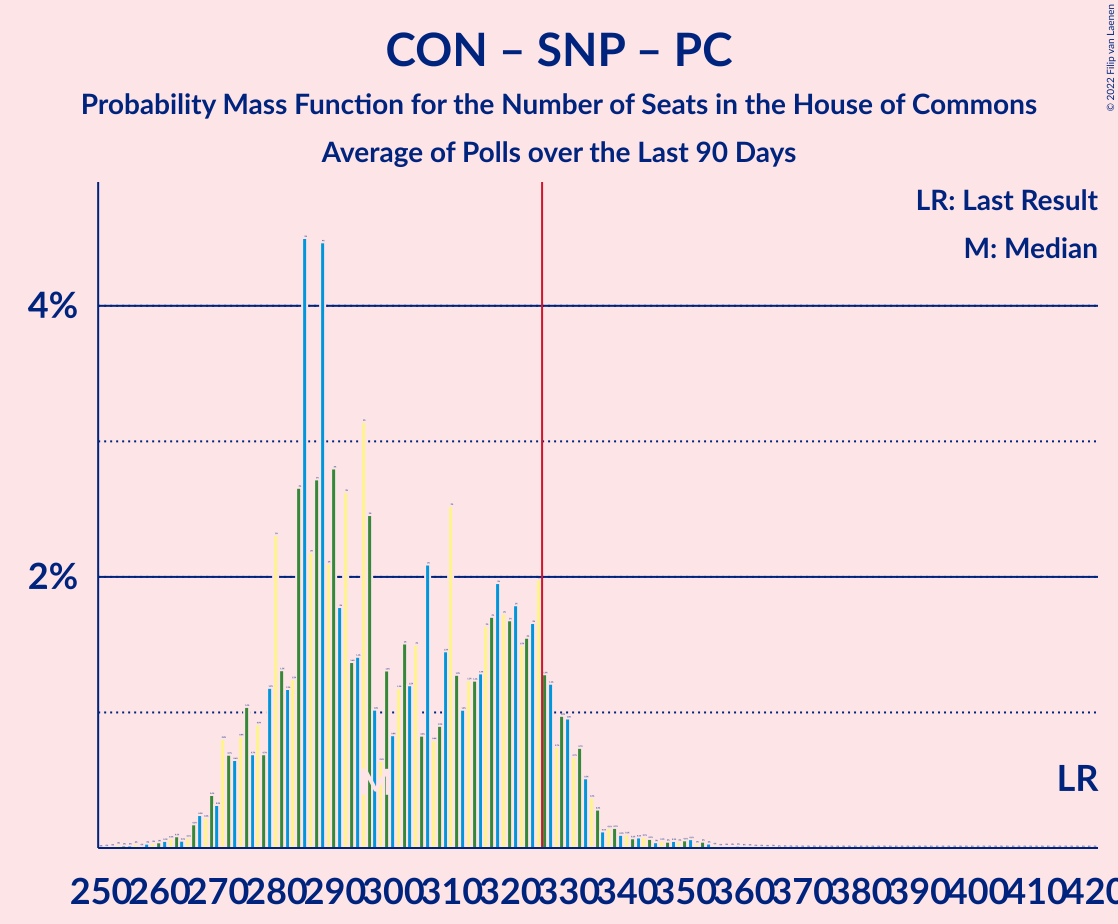 CON – SNP – PC
Probability Mass Function for the Number of Seats in the House of Commons
Average of Polls over the Last 90 Days
© 2022 Filip van Laenen
LR: Last Result
M: Median
4%
2%
M
LR
250 260 270 280 290 300 310 320 330 340 350 360 370 380 390 400 410 420